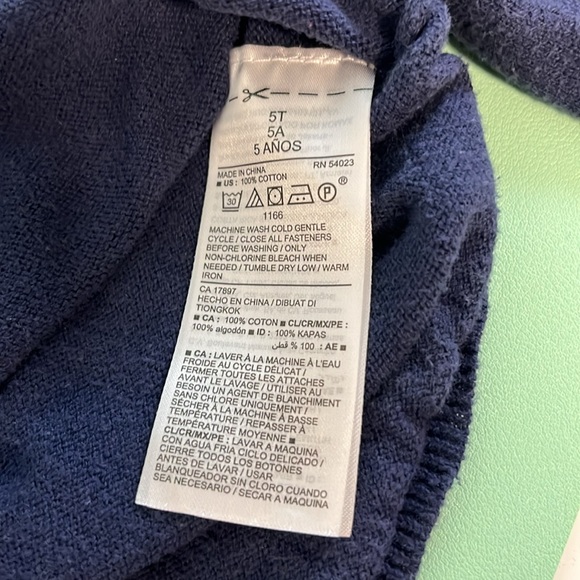 5T
5A
5 AÑOS
MADE IN CHINA RN 54023
■ US : 100% COTTON
30 P ®
1166
MACHINE WASH COLD GENTLE
CYCLE / CLOSE ALL FASTENERS
BEFORE WASHING / ONLY
NON-CHLORINE BLEACH WHEN
NEEDED / TUMBLE DRY LOW / WARM
IRON
CA 17897
HECHO EN CHINA / DIBUAT DI
TIONGKOK
■ CA : 100% COTON ■ CL/CR/MX/PE :
100% algodón ■ ID : 100% KAPAS
■ AE : 100 % قطن
■ CA : LAVER À LA MACHINE À L'EAU
FROIDE AU CYCLE DÉLICAT /
FERMER TOUTES LES ATTACHES
AVANT LE LAVAGE / UTILISER AU
BESOIN UN AGENT DE BLANCHIMENT
SANS CHLORE UNIQUEMENT /
SÉCHER À LA MACHINE À BASSE
TEMPÉRATURE / REPASSER À
TEMPÉRATURE MOYENNE ■
CL/CR/MX/PE : LAVAR A MAQUINA
CON AGUA FRIA CICLO DELICADO /
CIERRE TODOS LOS BOTONES
ANTES DE LAVAR / USAR
BLANQUEADOR SIN CLORO CUANDO
SEA NECESARIO / SECAR A MAQUINA